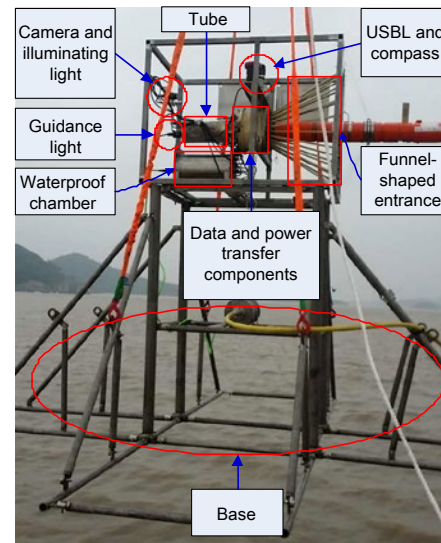 Camera and
illuminating
light
Tube
USBL and
compass
Guidance
light
Waterproof
chamber
Data and power
transfer
components
Funnel-
shaped
entrance
Base